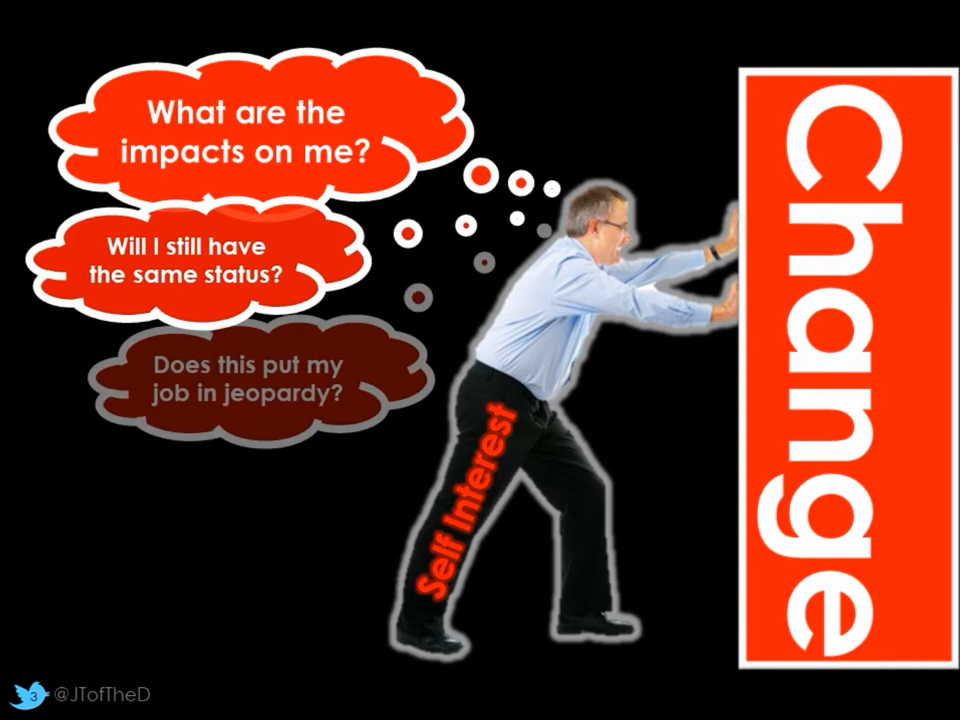 What are the
impacts on me?
Will I still have
the same status?
Does this put my
job in jeopardy?
Self Interest
Change
3 @JTofTheD